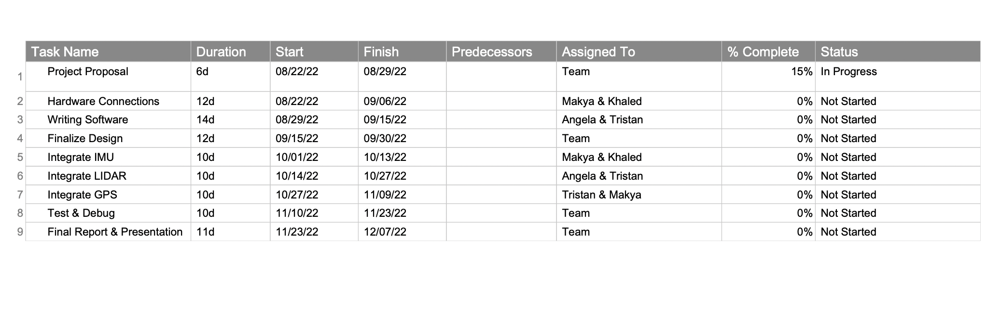 Task Name Duration Start Finish Predecessors Assigned To % Complete Status
1 Project Proposal 6d 08/22/22 08/29/22 Team 15% In Progress
2 Hardware Connections 12d 08/22/22 09/06/22 Makya & Khaled 0% Not Started
3 Writing Software 14d 08/29/22 09/15/22 Angela & Tristan 0% Not Started
4 Finalize Design 12d 09/15/22 09/30/22 Team 0% Not Started
5 Integrate IMU 10d 10/01/22 10/13/22 Makya & Khaled 0% Not Started
6 Integrate LIDAR 10d 10/14/22 10/27/22 Angela & Tristan 0% Not Started
7 Integrate GPS 10d 10/27/22 11/09/22 Tristan & Makya 0% Not Started
8 Test & Debug 10d 11/10/22 11/23/22 Team 0% Not Started
9 Final Report & Presentation 11d 11/23/22 12/07/22 Team 0% Not Started